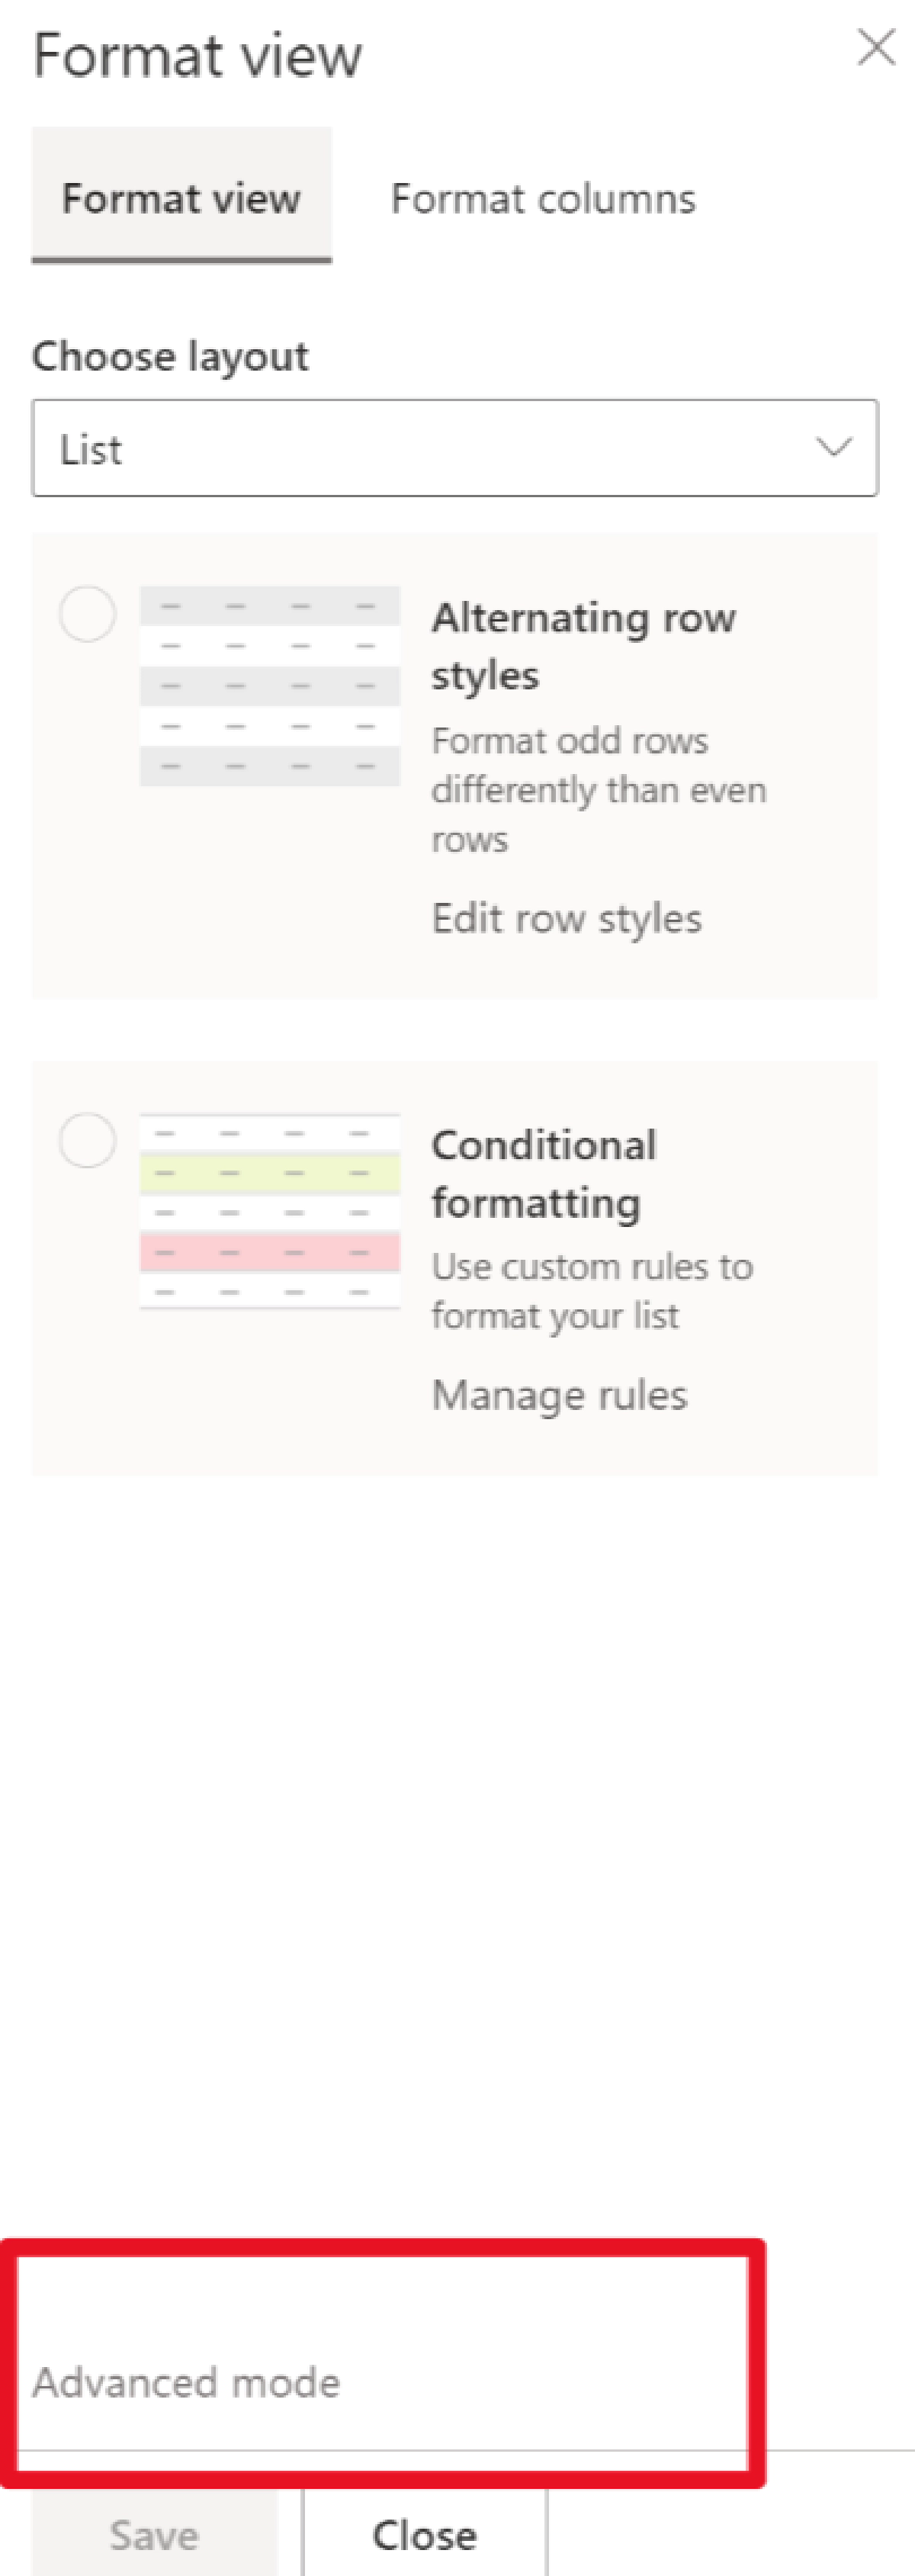 Format view
Format view
Format columns
Choose layout
List
Alternating row
styles
Format odd rows
differently than even
rows
Edit row styles
Conditional
formatting
Use custom rules to
format your list
Manage rules
Advanced mode
Save
Close